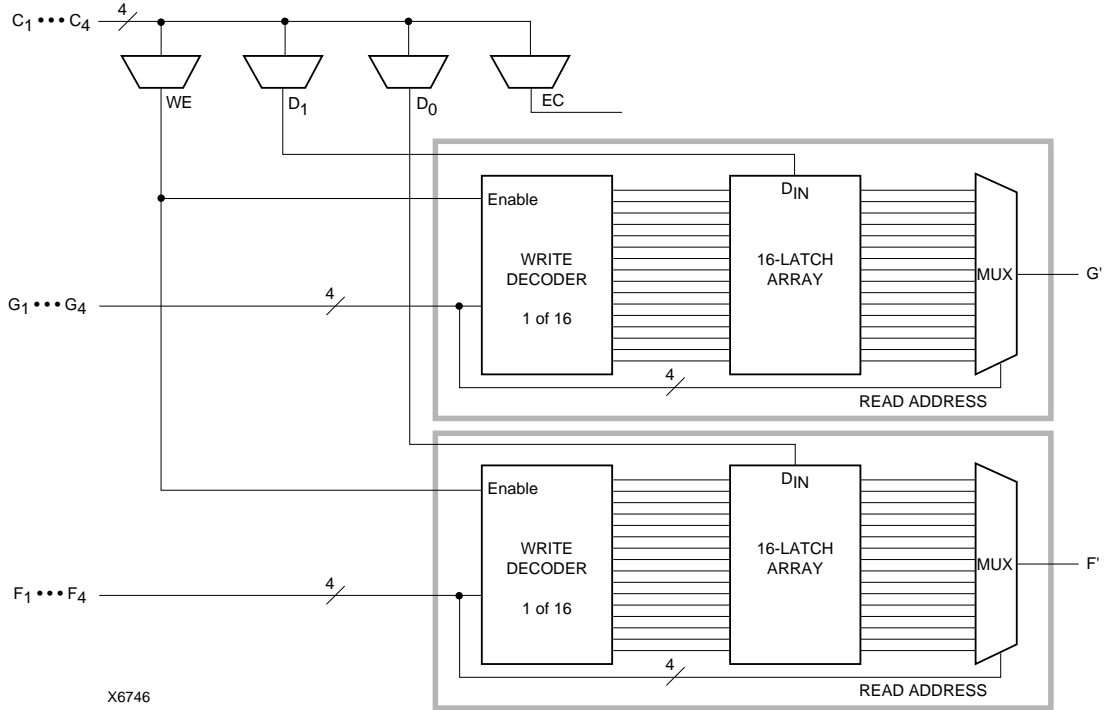 C1 ••• C4
4
WE
D1
D0
EC
Enable
DIN
WRITE
DECODER
1 of 16
16-LATCH
ARRAY
MUX
G'
G1 ••• G4
4
4
READ ADDRESS
Enable
DIN
WRITE
DECODER
1 of 16
16-LATCH
ARRAY
MUX
F'
F1 ••• F4
4
4
READ ADDRESS
X6746